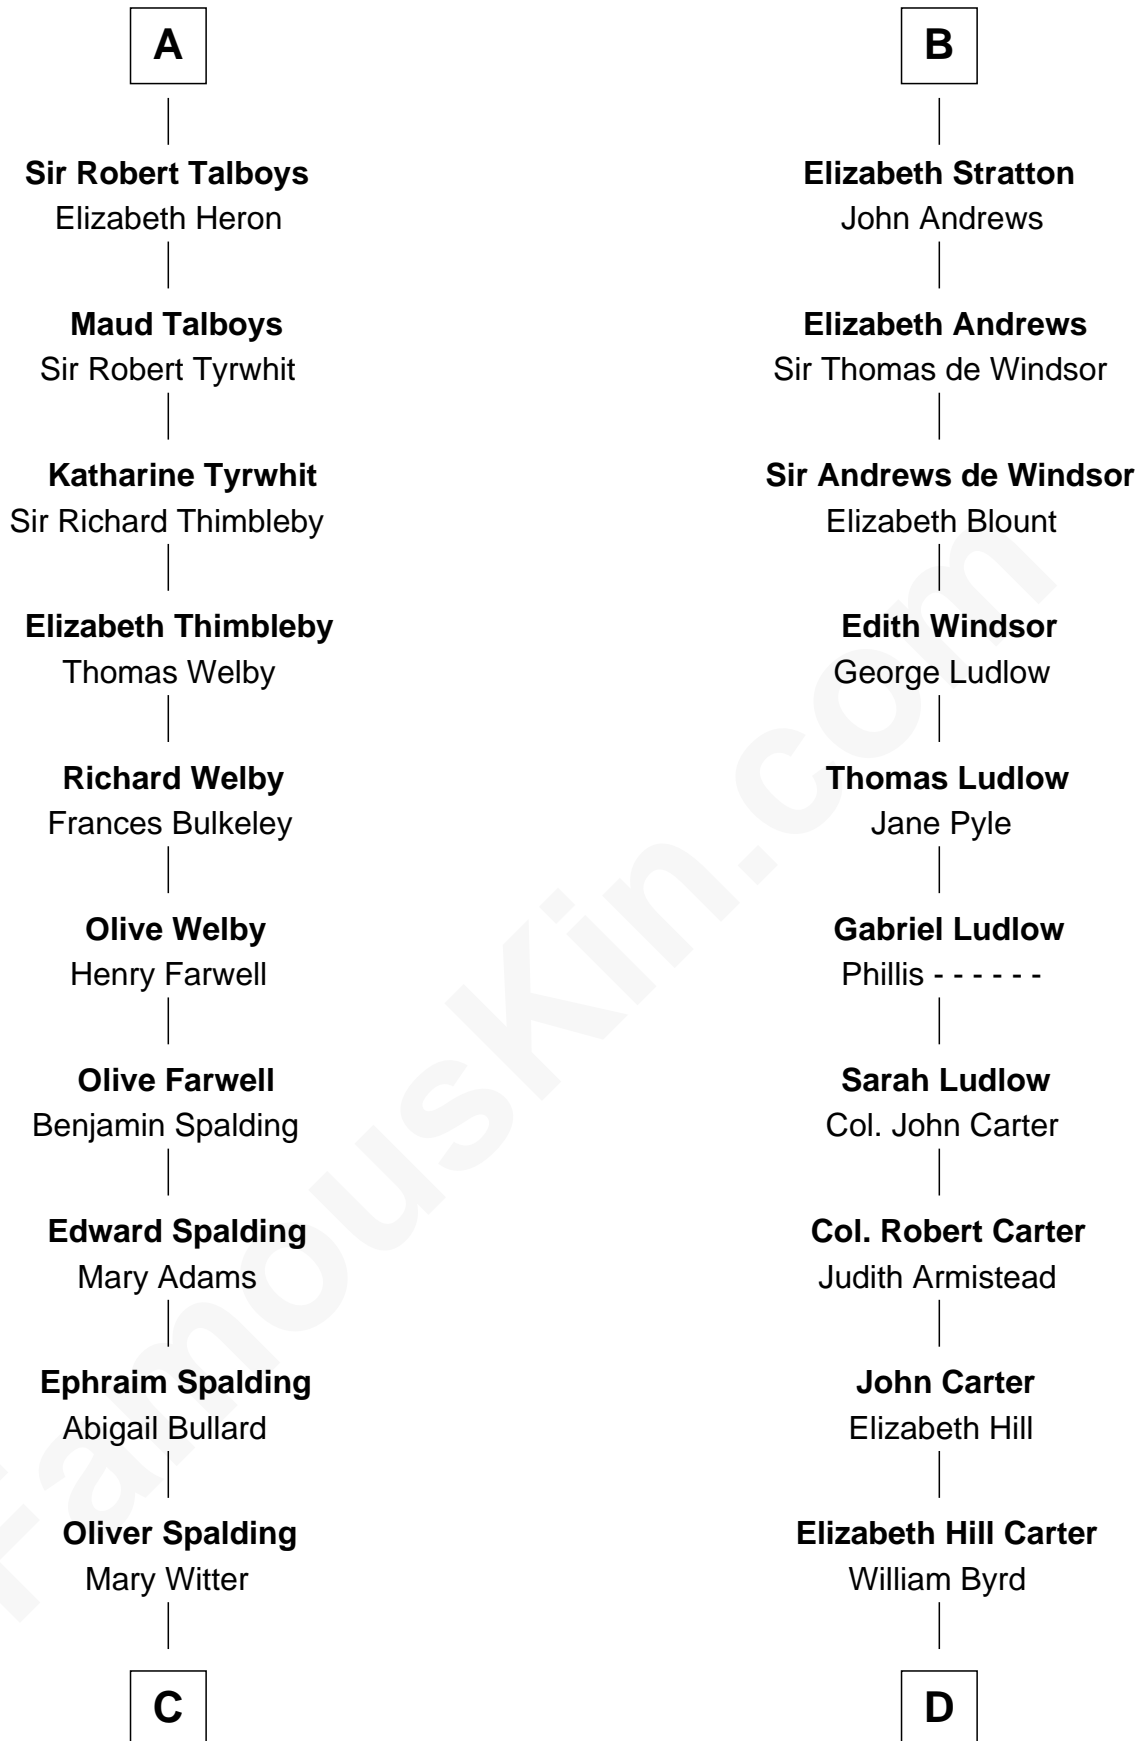 A
Sir Robert Talboys
Elizabeth Heron
Maud Talboys
Sir Robert Tyrwhit
Katharine Tyrwhit
Sir Richard Thimbleby
Elizabeth Thimbleby
Thomas Welby
Richard Welby
Frances Bulkeley
Olive Welby
Henry Farwell
Olive Farwell
Benjamin Spalding
Edward Spalding
Mary Adams
Ephraim Spalding
Abigail Bullard
Oliver Spalding
Mary Witter
C
B
Elizabeth Stratton
John Andrews
Elizabeth Andrews
Sir Thomas de Windsor
Sir Andrews de Windsor
Elizabeth Blount
Edith Windsor
George Ludlow
Thomas Ludlow
Jane Pyle
Gabriel Ludlow
Phillis - - - - - -
Sarah Ludlow
Col. John Carter
Col. Robert Carter
Judith Armistead
John Carter
Elizabeth Hill
Elizabeth Hill Carter
William Byrd
D
FamousKin.com